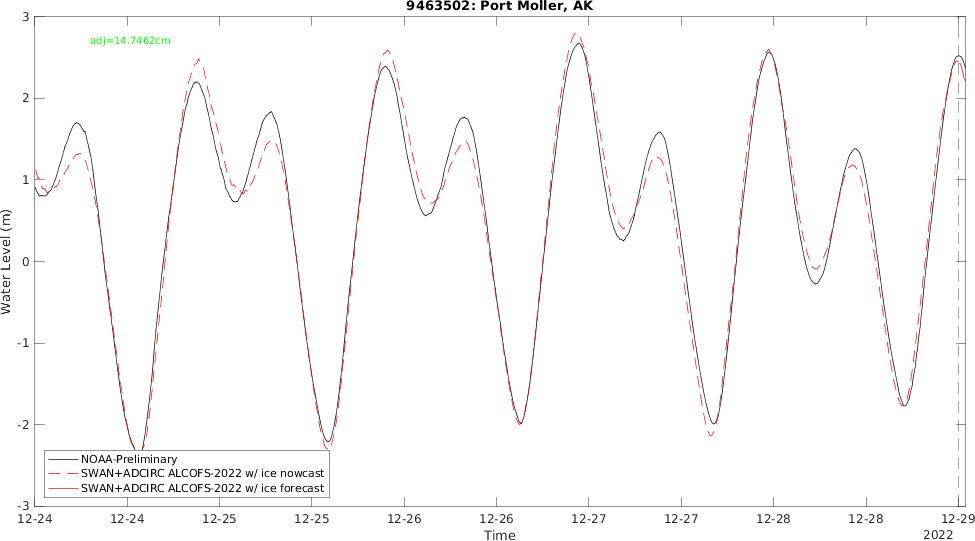 9463502: Port Moller, AK
adj=14.7462cm
3
2
1
0
-1
-2
-3
Water Level (m)
NOAA-Preliminary
SWAN+ADCIRC ALCOFS-2022 w/ ice nowcast
SWAN+ADCIRC ALCOFS-2022 w/ ice forecast
12-24 12-24 12-25 12-25 12-26 12-26 12-27 12-27 12-28 12-28 12-29
Time 2022